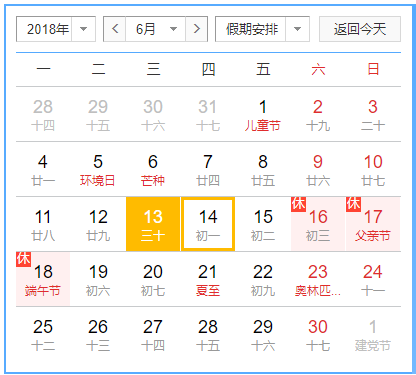 2018年 6月 假期安排 返回今天
一 二 三 四 五 六 日
28 29 30 31 1 2 3
十四 十五 十六 十七 儿童节 十九 二十
4 5 6 7 8 9 10
廿一 环境日 芒种 廿四 廿五 廿六 廿七
休 休
11 12 13 14 15 16 17
廿八 廿九 三十 初一 初二 初三 父亲节
休
18 19 20 21 22 23 24
端午节 初六 初七 夏至 初九 奥林匹... 十一
25 26 27 28 29 30 1
十二 十三 十四 十五 十六 十七 建党节